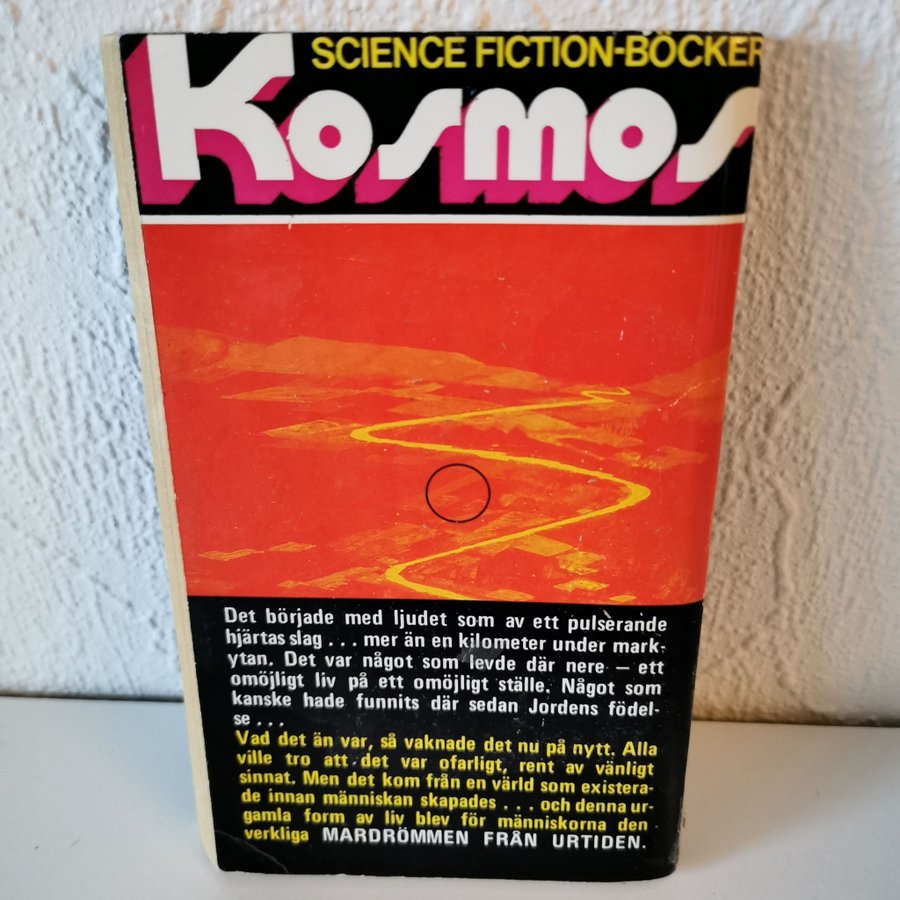 SCIENCE FICTION-BÖCKER
Kosmos
Det började med ljudet som av ett pulserande
hjärtas slag . . . mer än en kilometer under mark-
ytan. Det var något som levde där nere — ett
omöjligt liv på ett omöjligt ställe. Något som
kanske hade funnits där sedan Jordens födel-
se . . .
Vad det än var, så vaknade det nu på nytt. Alla
ville tro att det var ofarligt, rent av vänligt
sinnat. Men det kom från en värld som existera-
de innan människan skapades . . . och denna ur-
gamla form av liv blev för människorna den
verkliga MARDRÖMMEN FRÅN URTIDEN.